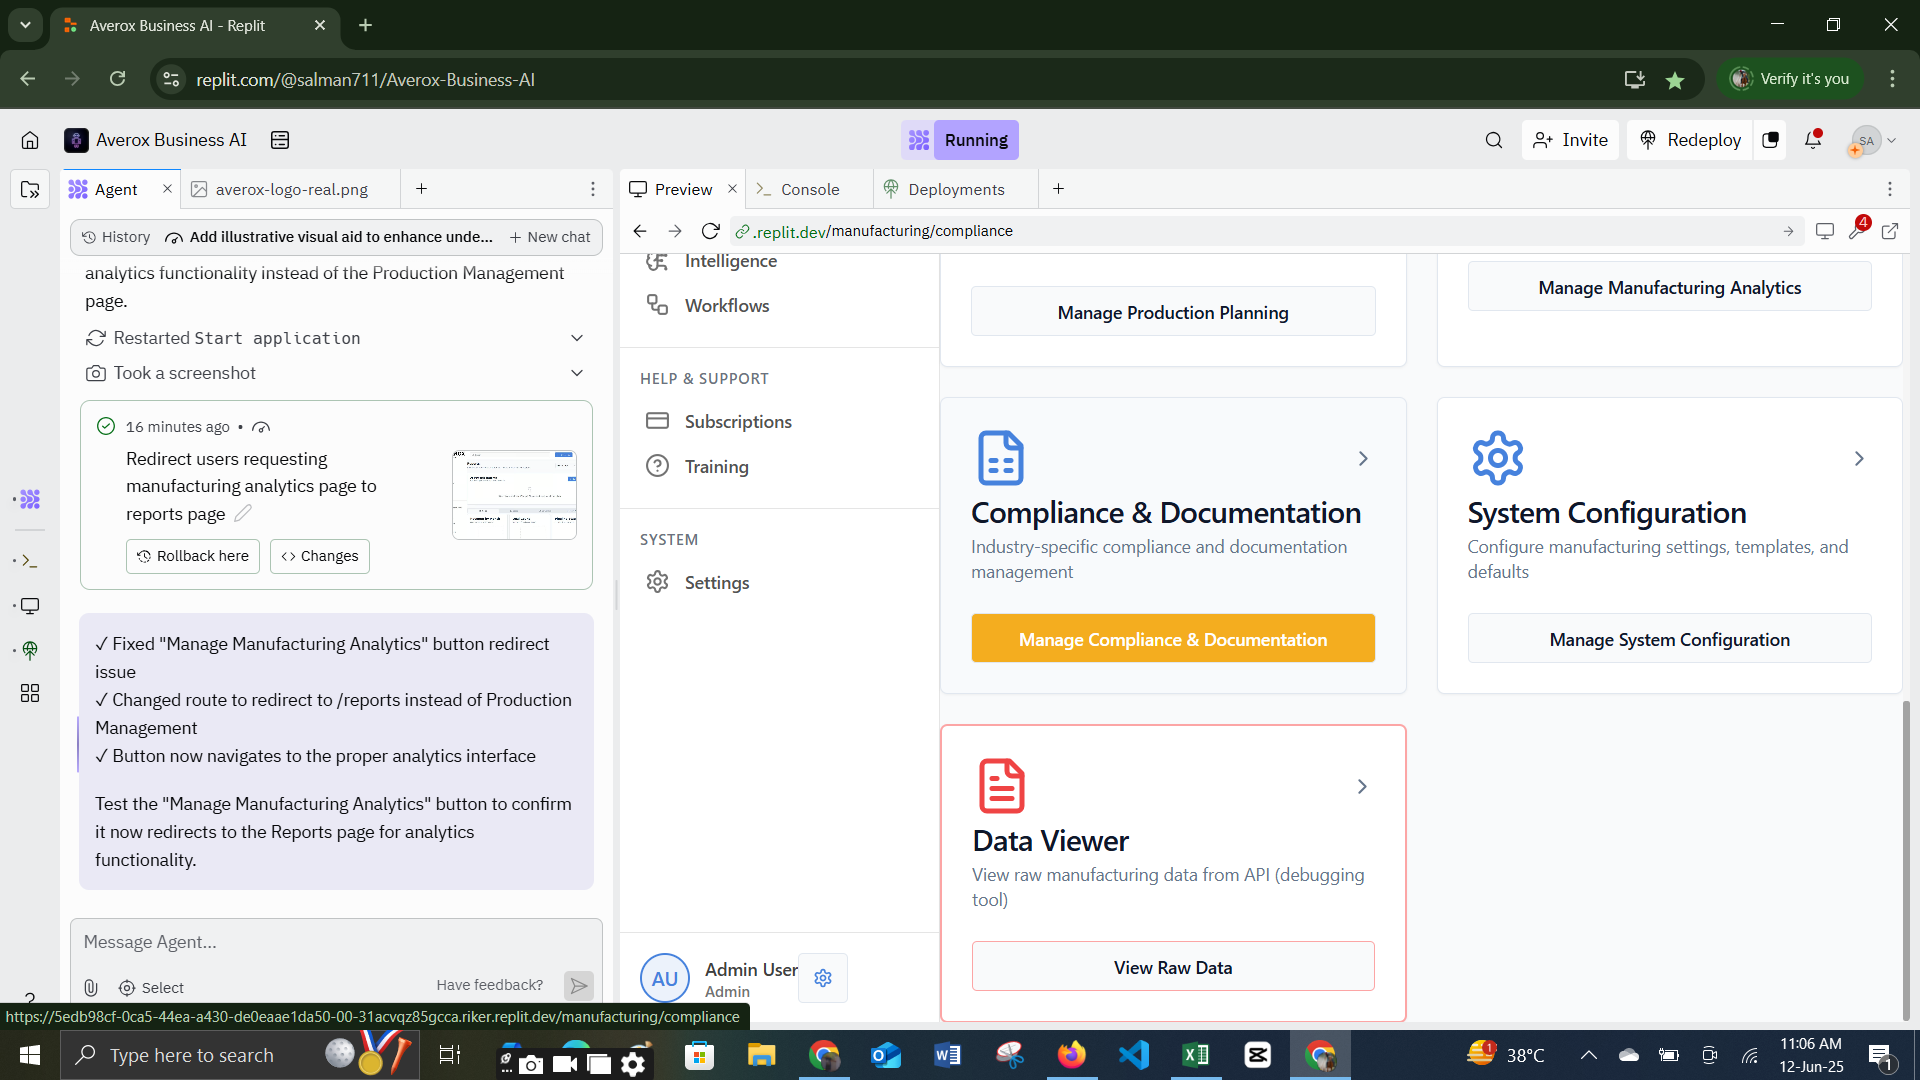 Averox Business AI - Replit
replit.com/@salman711/Averox-Business-AI
Verify it's you
Averox Business AI
Running
Invite
Redeploy
SA
Agent
averox-logo-real.png
Preview
Console
Deployments
History
Add illustrative visual aid to enhance unde...
New chat
.replit.dev/manufacturing/compliance
4
analytics functionality instead of the Production Management
page.
Restarted Start application
Took a screenshot
16 minutes ago •
Redirect users requesting
manufacturing analytics page to
reports page
Rollback here
Changes
✓ Fixed "Manage Manufacturing Analytics" button redirect
issue
✓ Changed route to redirect to /reports instead of Production
Management
✓ Button now navigates to the proper analytics interface
Test the "Manage Manufacturing Analytics" button to confirm
it now redirects to the Reports page for analytics
functionality.
Message Agent...
Select
Have feedback?
Intelligence
Workflows
HELP & SUPPORT
Subscriptions
Training
SYSTEM
Settings
AU
Admin User
Admin
Manage Production Planning
Manage Manufacturing Analytics
Compliance & Documentation
Industry-specific compliance and documentation
management
Manage Compliance & Documentation
System Configuration
Configure manufacturing settings, templates, and
defaults
Manage System Configuration
Data Viewer
View raw manufacturing data from API (debugging
tool)
View Raw Data
https://5edb98cf-0ca5-44ea-a430-de0eaae1da50-00-31acvqz85gcca.riker.replit.dev/manufacturing/compliance
Type here to search
1
38°C
11:06 AM
12-Jun-25
1